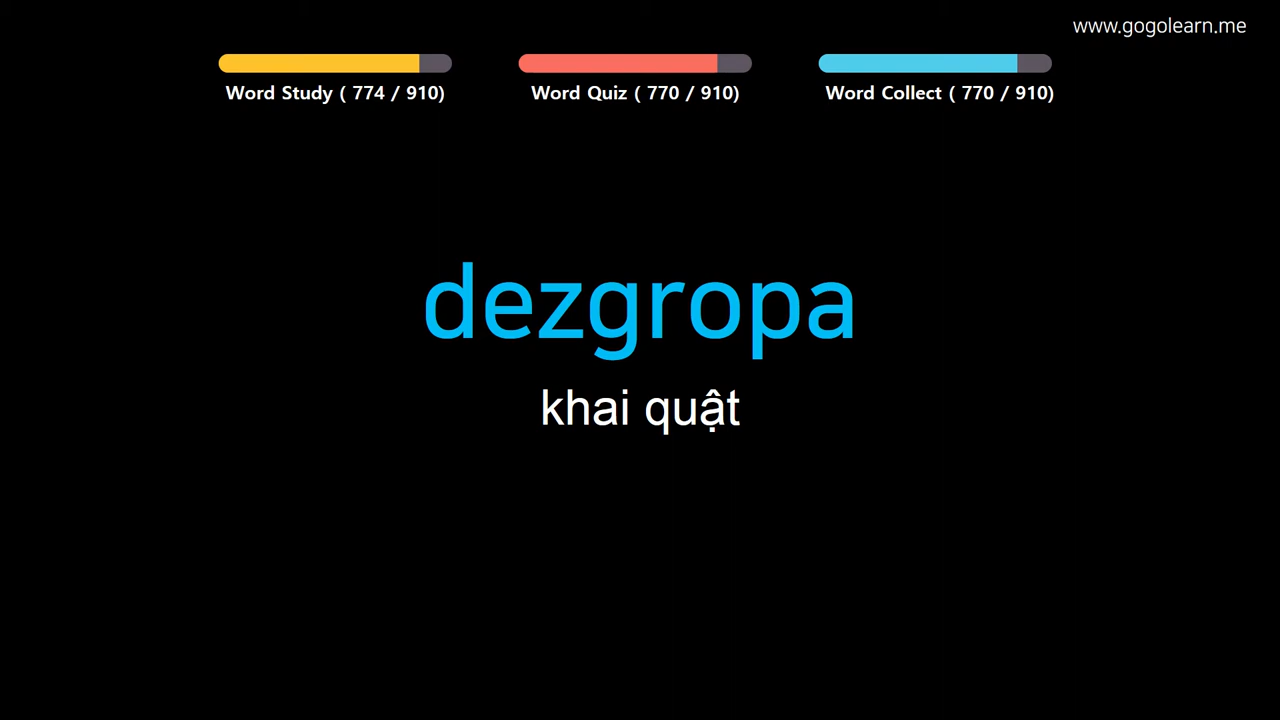 www.gogolearn.me
Word Study ( 774 / 910)
Word Quiz ( 770 / 910)
Word Collect ( 770 / 910)
dezgropa
khai quật